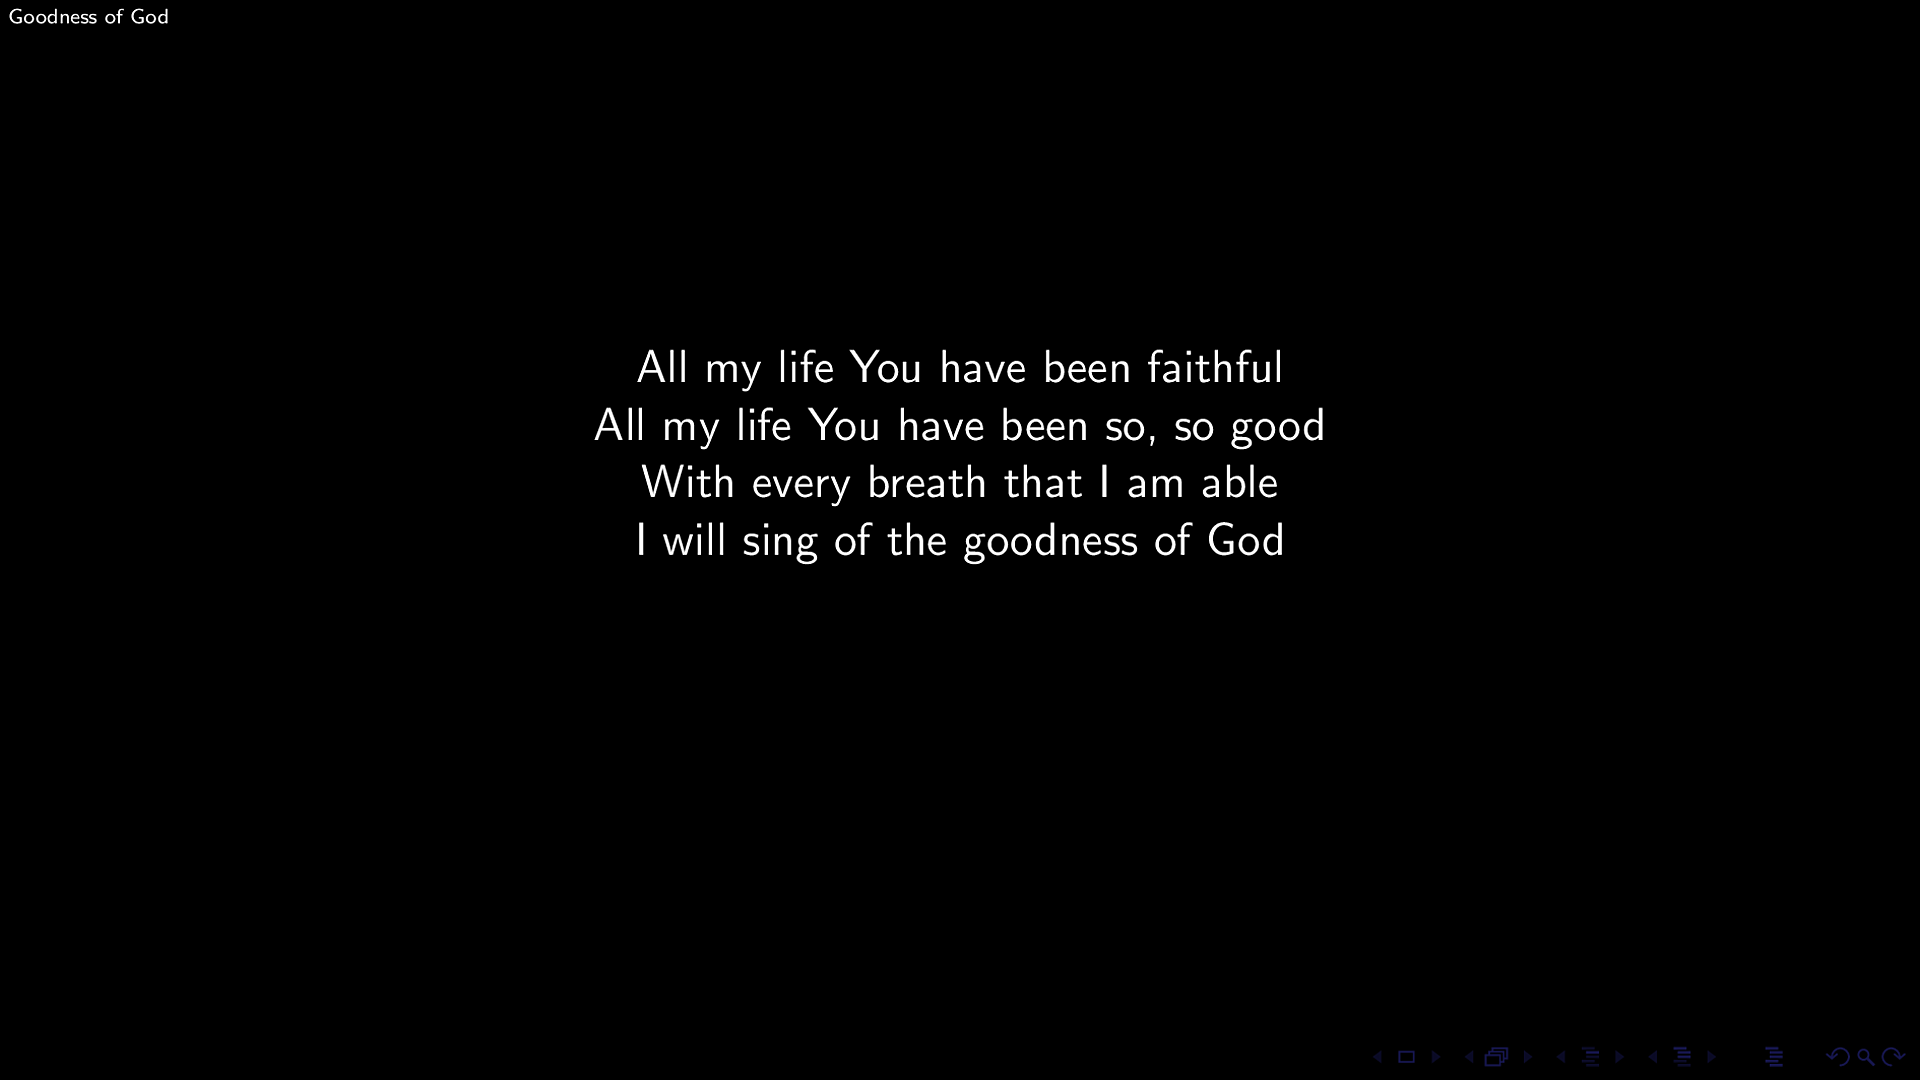 Goodness of God
All my life You have been faithful
All my life You have been so, so good
With every breath that I am able
I will sing of the goodness of God